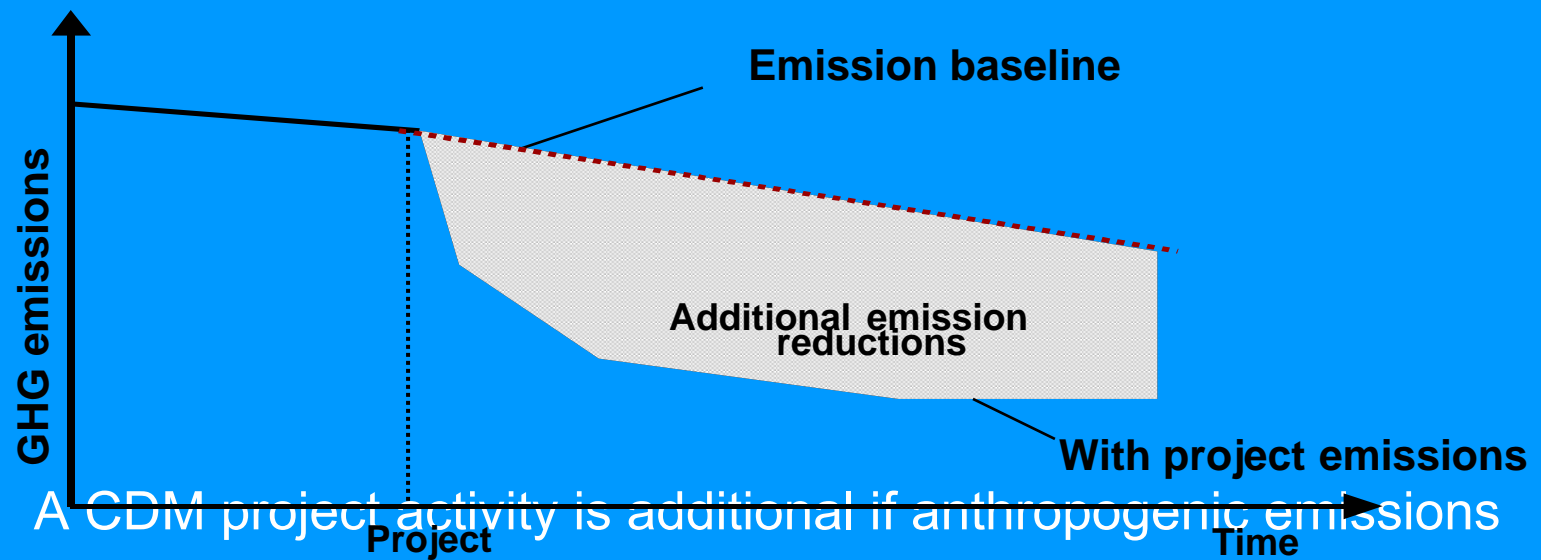 Emission baseline
GHG emissions
Additional emission
reductions
With project emissions
A CDM project activity is additional if anthropogenic emissions
Project
Time